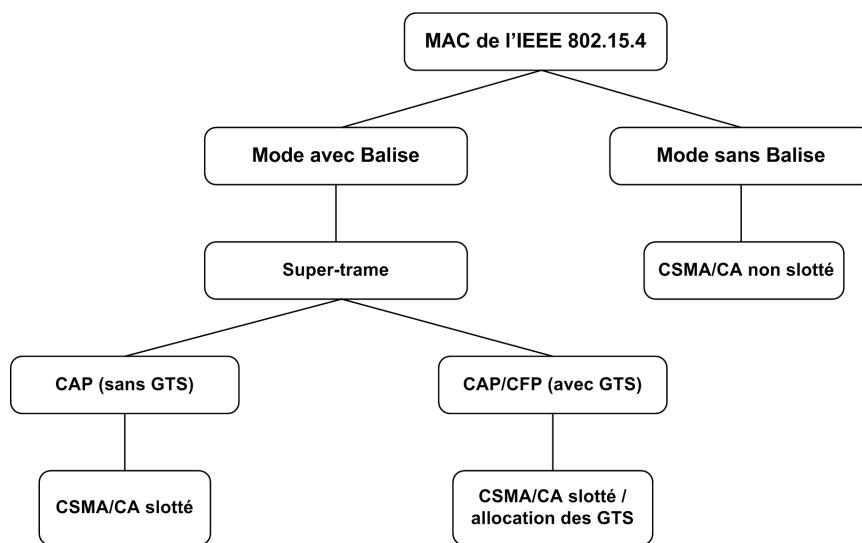 MAC de l’IEEE 802.15.4
Mode avec Balise
Mode sans Balise
Super-trame
CSMA/CA non slotté
CAP (sans GTS)
CAP/CFP (avec GTS)
CSMA/CA slotté
CSMA/CA slotté /
allocation des GTS